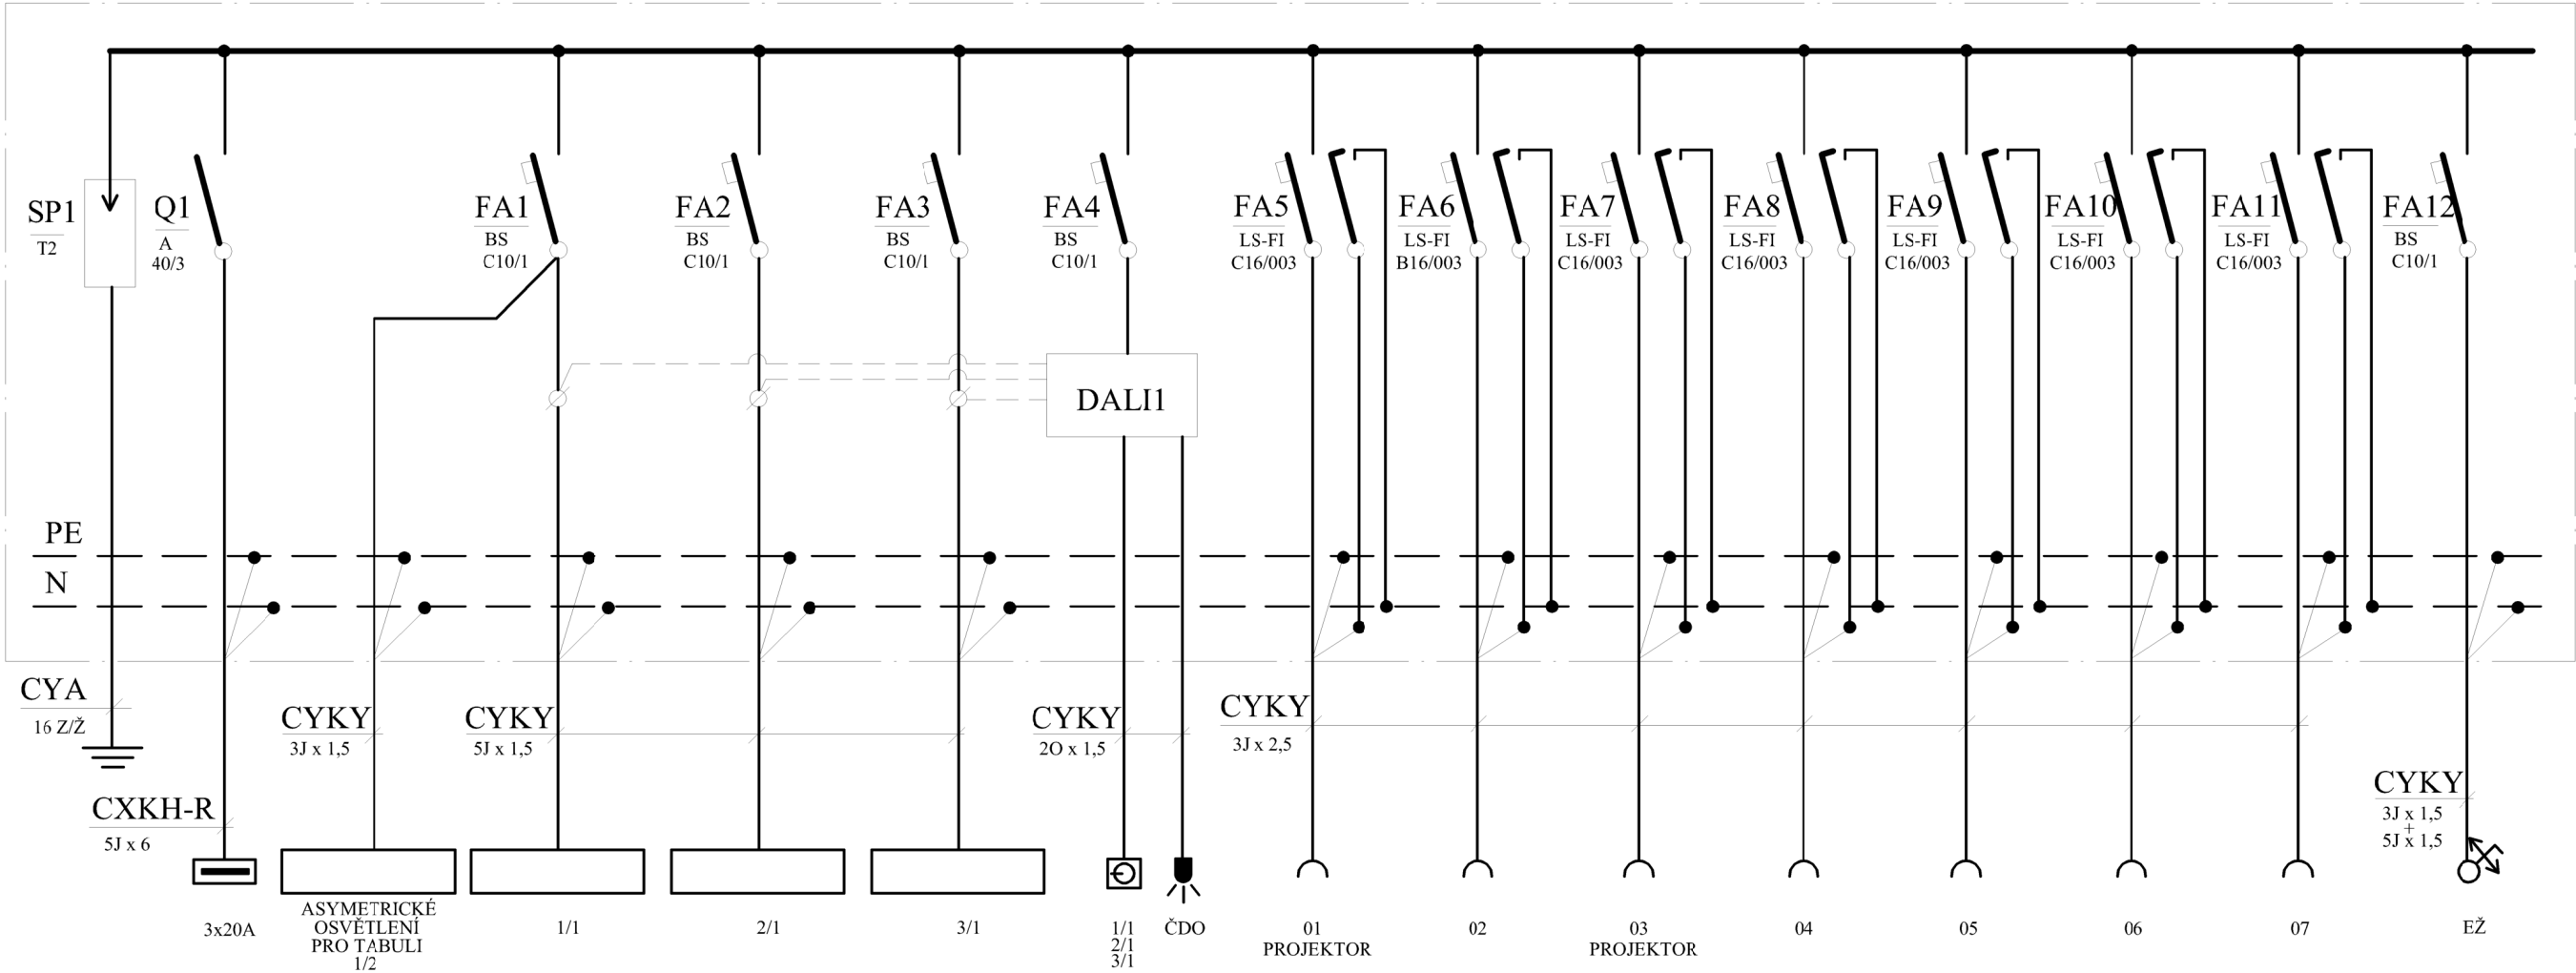 SP1
T2
Q1
A
40/3
FA1
BS
C10/1
FA2
BS
C10/1
FA3
BS
C10/1
FA4
BS
C10/1
FA5
LS-FI
C16/003
FA6
LS-FI
B16/003
FA7
LS-FI
C16/003
FA8
LS-FI
C16/003
FA9
LS-FI
C16/003
FA10
LS-FI
C16/003
FA11
LS-FI
C16/003
FA12
BS
C10/1
DALI1
PE
N
CYA
16 Z/Ž
CXKH-R
5J x 6
CYKY
3J x 1,5
CYKY
5J x 1,5
CYKY
2O x 1,5
CYKY
3J x 2,5
CYKY
3J x 1,5
+
5J x 1,5
3x20A
ASYMETRICKÉ
OSVĚTLENÍ
PRO TABULI
1/2
1/1
2/1
3/1
1/1
2/1
3/1
ČDO
01
PROJEKTOR
02
03
PROJEKTOR
04
05
06
07
EŽ